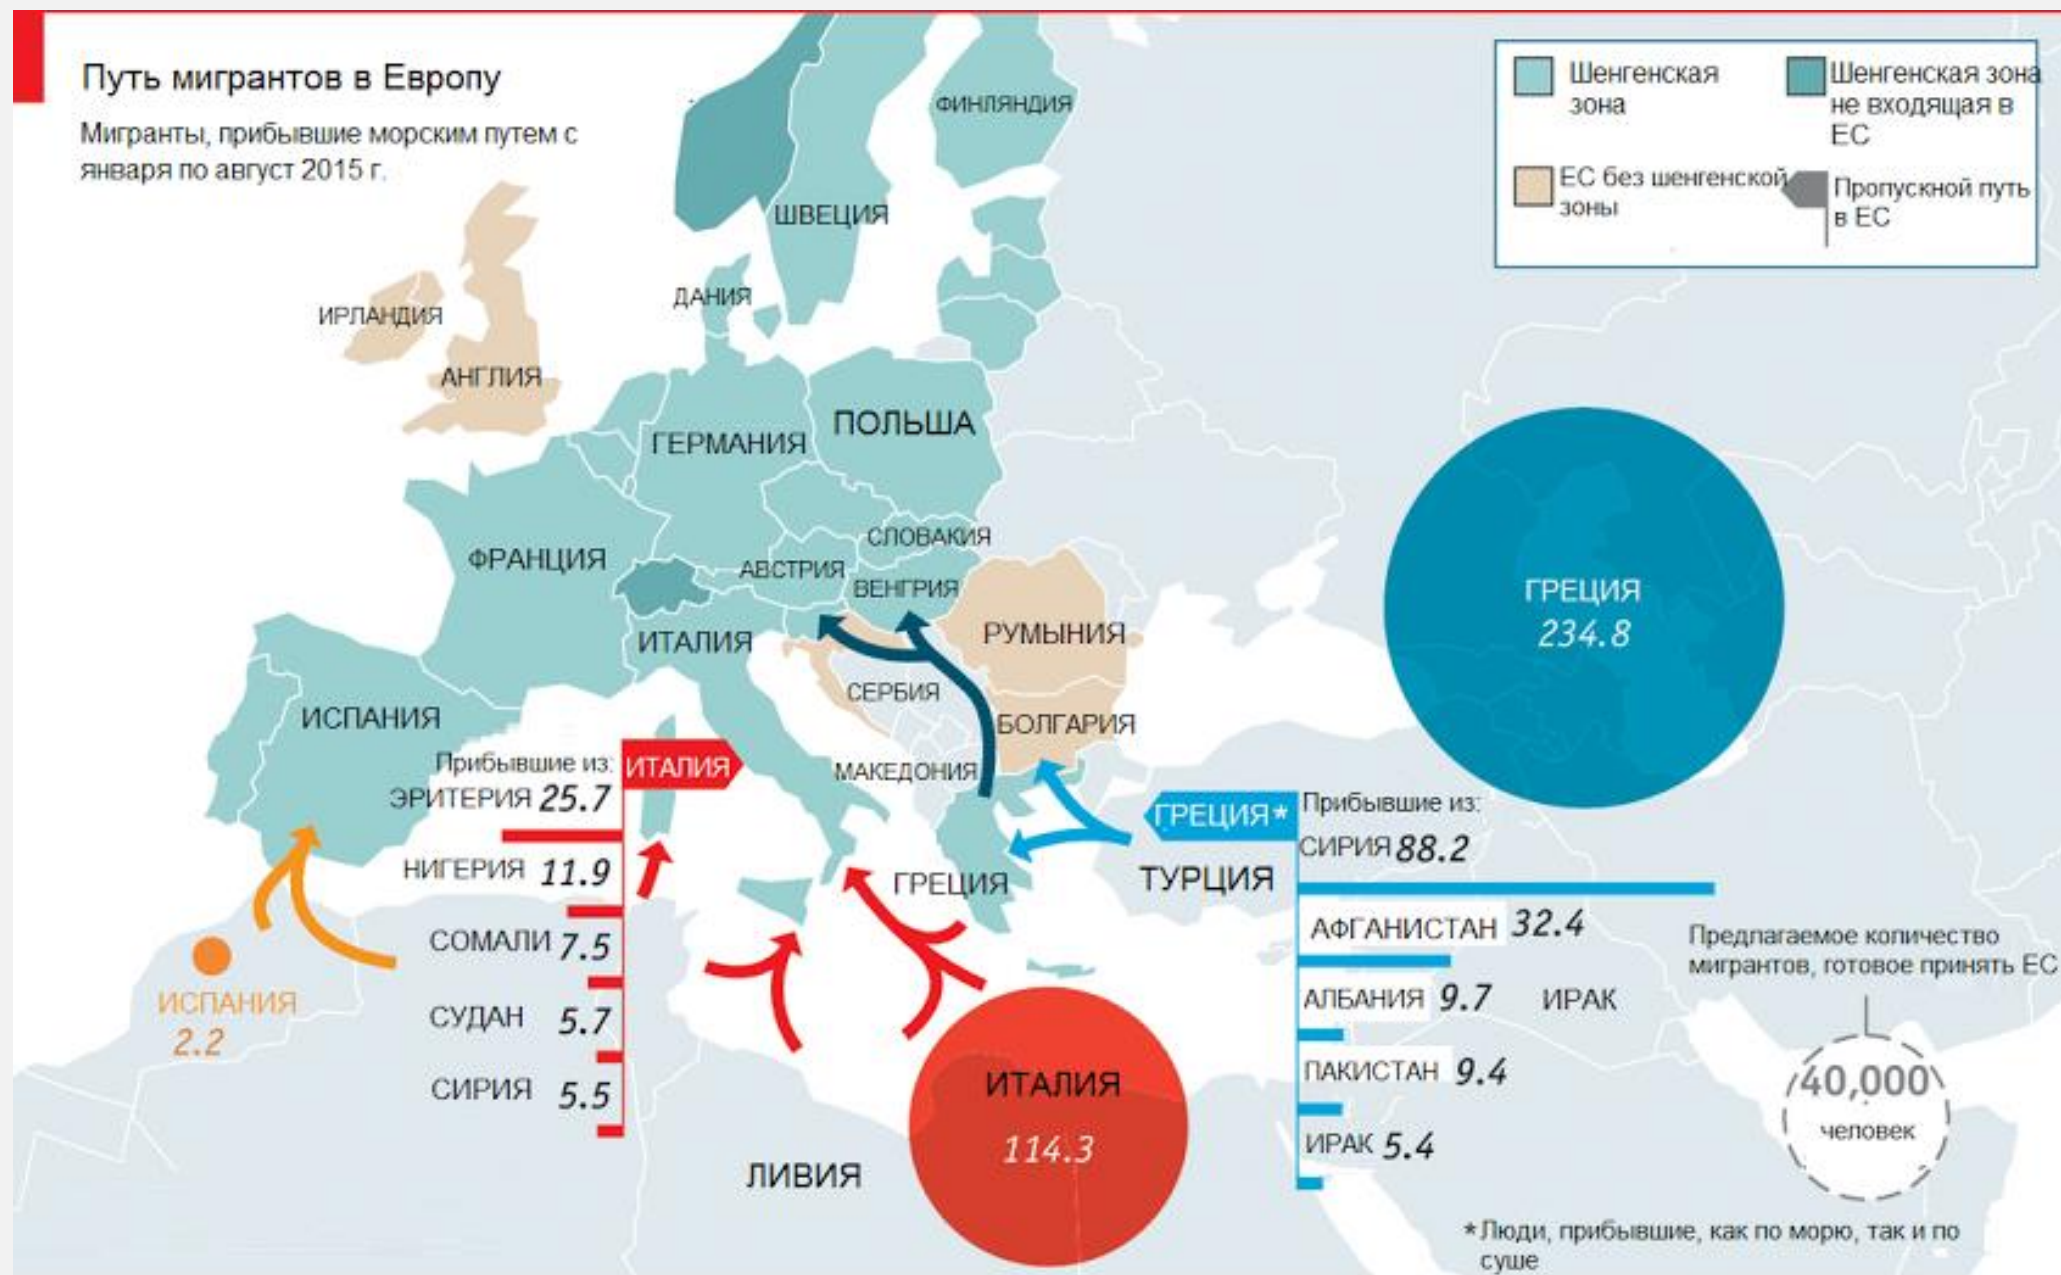 Путь мигрантов в Европу
Мигранты, прибывшие морским путем с
января по август 2015 г.
Шенгенская
зона
Шенгенская зона
не входящая в
ЕС
ЕС без шенгенской
зоны
Пропускной путь
в ЕС
ФИНЛЯНДИЯ
ШВЕЦИЯ
ДАНИЯ
ИРЛАНДИЯ
АНГЛИЯ
ГЕРМАНИЯ
ПОЛЬША
СЛОВАКИЯ
ФРАНЦИЯ
АВСТРИЯ
ВЕНГРИЯ
ИТАЛИЯ
РУМЫНИЯ
СЕРБИЯ
ИСПАНИЯ
БОЛГАРИЯ
МАКЕДОНИЯ
ГРЕЦИЯ
ТУРЦИЯ
ГРЕЦИЯ
234.8
Прибывшие из:
ИТАЛИЯ
ЭРИТЕРИЯ 25.7
НИГЕРИЯ 11.9
СОМАЛИ 7.5
СУДАН 5.7
СИРИЯ 5.5
ИСПАНИЯ
2.2
ЛИВИЯ
ИТАЛИЯ
114.3
ГРЕЦИЯ*
Прибывшие из:
СИРИЯ 88.2
АФГАНИСТАН 32.4
АЛБАНИЯ 9.7
ИРАК
ПАКИСТАН 9.4
ИРАК 5.4
Предлагаемое количество
мигрантов, готовое принять ЕС
40,000
человек
*Люди, прибывшие, как по морю, так и по
суше